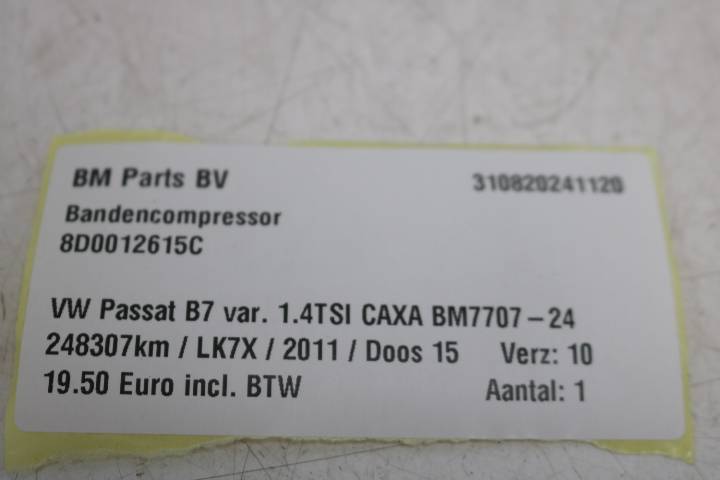 BM Parts BV 310820241120
Bandencompressor
8D0012615C
VW Passat B7 var. 1.4TSI CAXA BM7707-24
248307km / LK7X / 2011 / Doos 15 Verz: 10
19.50 Euro incl. BTW Aantal: 1